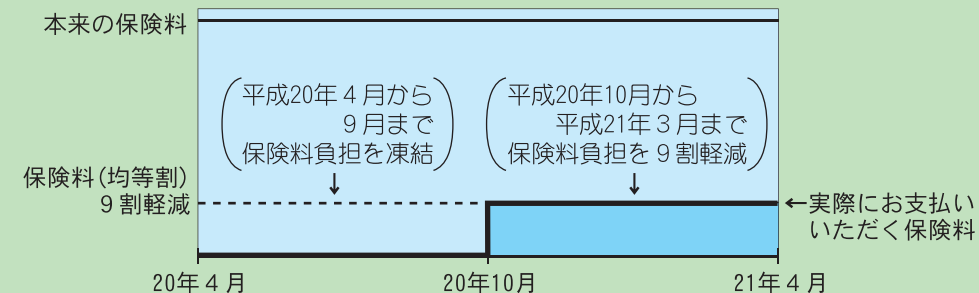 本来の保険料
平成20年４月から
９月まで
保険料負担を凍結
平成20年10月から
平成21年３月まで
保険料負担を９割軽減
保険料(均等割)
９割軽減
←実際にお支払い
いただく保険料
20年４月
20年10月
21年４月